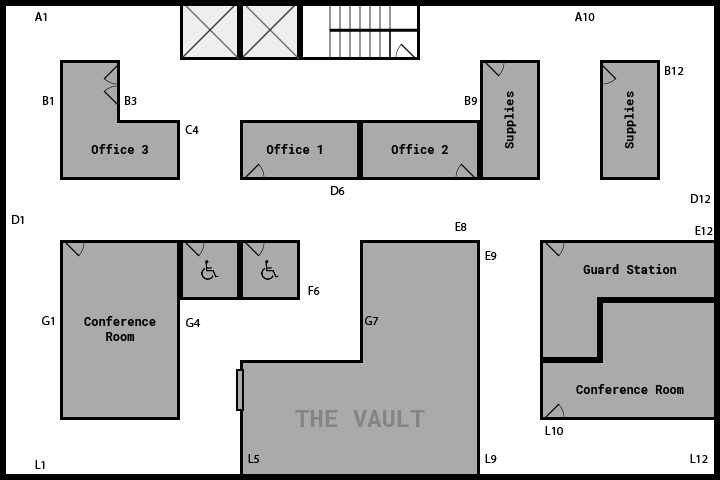 A1
A10
B1
B3
B9
Supplies
Supplies
B12
C4
Office 3
Office 1
Office 2
D6
D12
D1
E8
E12
E9
Guard Station
F6
G1
Conference
Room
G4
G7
Conference Room
THE VAULT
L10
L1
L5
L9
L12